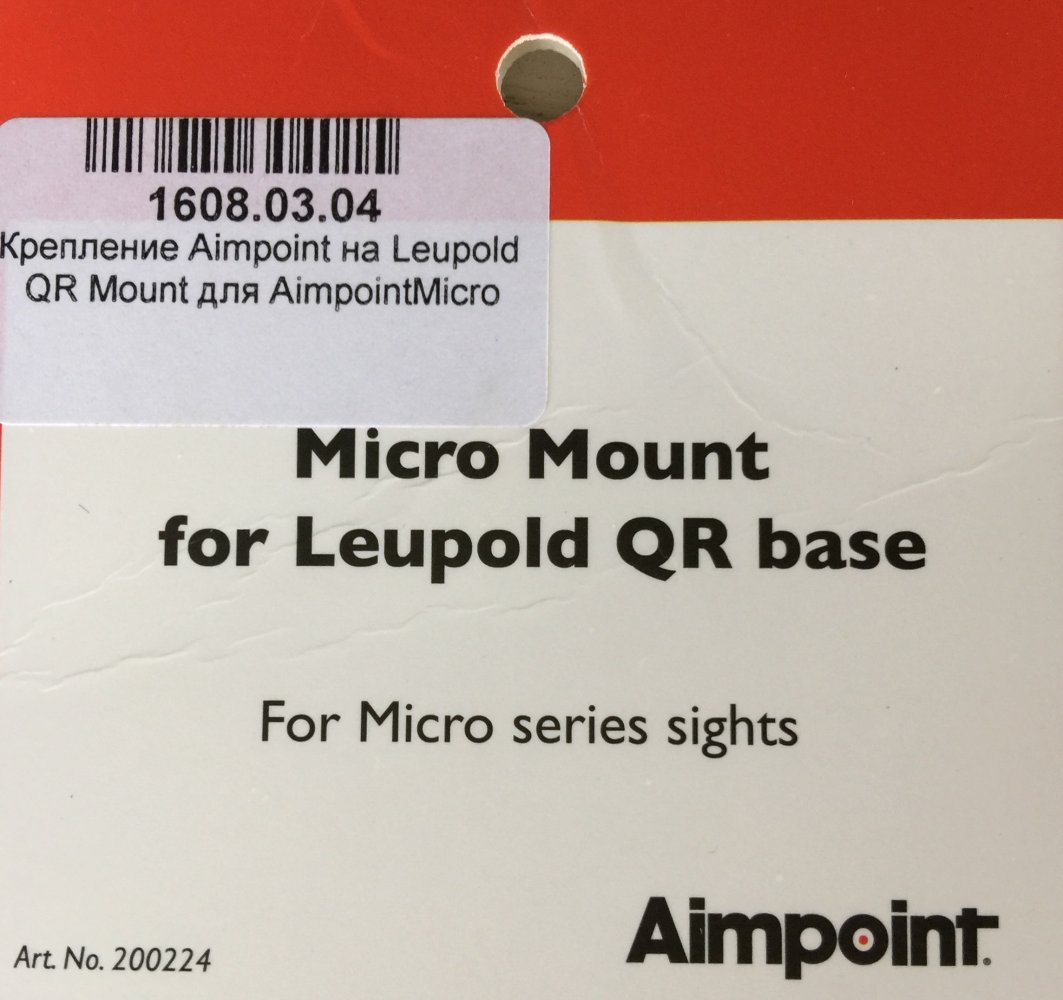 1608.03.04
Крепление Aimpoint на Leupold
QR Mount для AimpointMicro
Micro Mount
for Leupold QR base
For Micro series sights
Art. No. 200224
Aimpoint